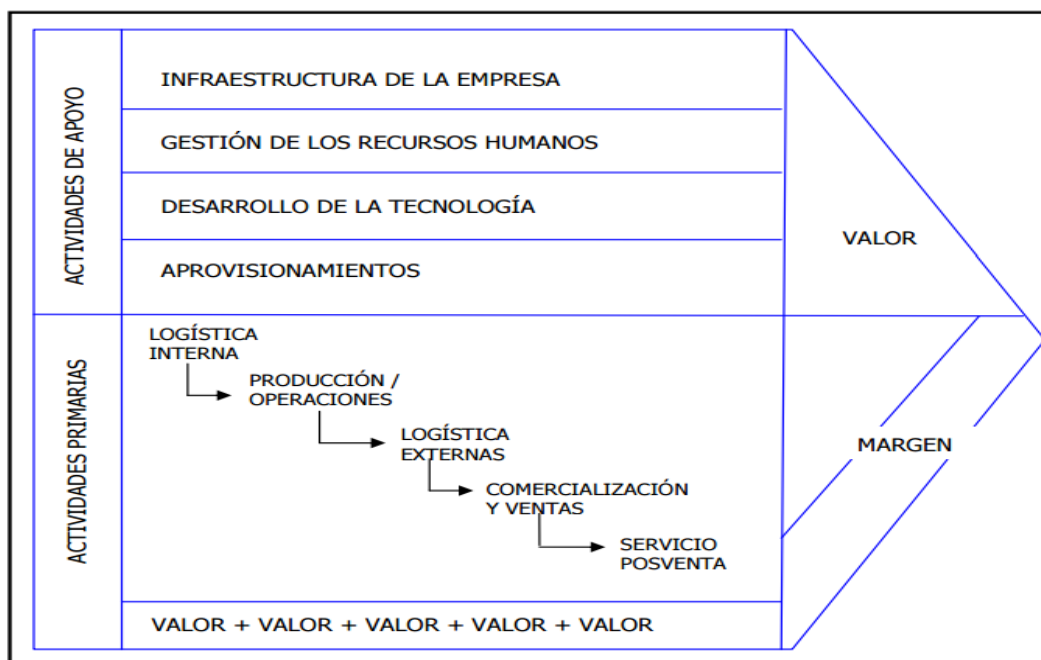 ACTIVIDADES DE APOYO
INFRAESTRUCTURA DE LA EMPRESA
GESTIÓN DE LOS RECURSOS HUMANOS
DESARROLLO DE LA TECNOLOGÍA
APROVISIONAMIENTOS
VALOR
ACTIVIDADES PRIMARIAS
LOGÍSTICA
INTERNA
PRODUCCIÓN /
OPERACIONES
LOGÍSTICA
EXTERNAS
COMERCIALIZACIÓN
Y VENTAS
SERVICIO
POSVENTA
MARGEN
VALOR + VALOR + VALOR + VALOR + VALOR